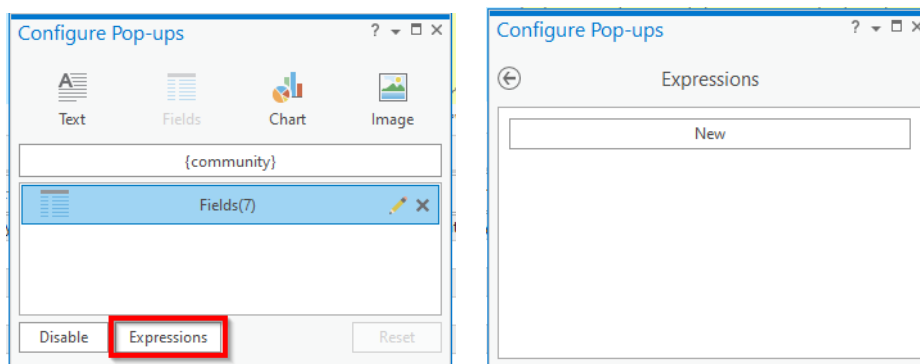 Configure Pop-ups
?
Text
Fields
Chart
Image
{community}
Fields(7)
Disable
Expressions
Reset
Configure Pop-ups
?
Expressions
New